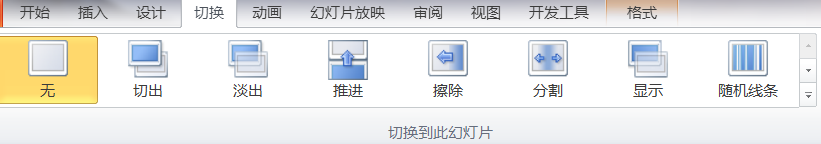 开始 插入 设计 切换 动画 幻灯片放映 审阅 视图 开发工具 格式
无 切出 淡出 推进 擦除 分割 显示 随机线条
切换到此幻灯片